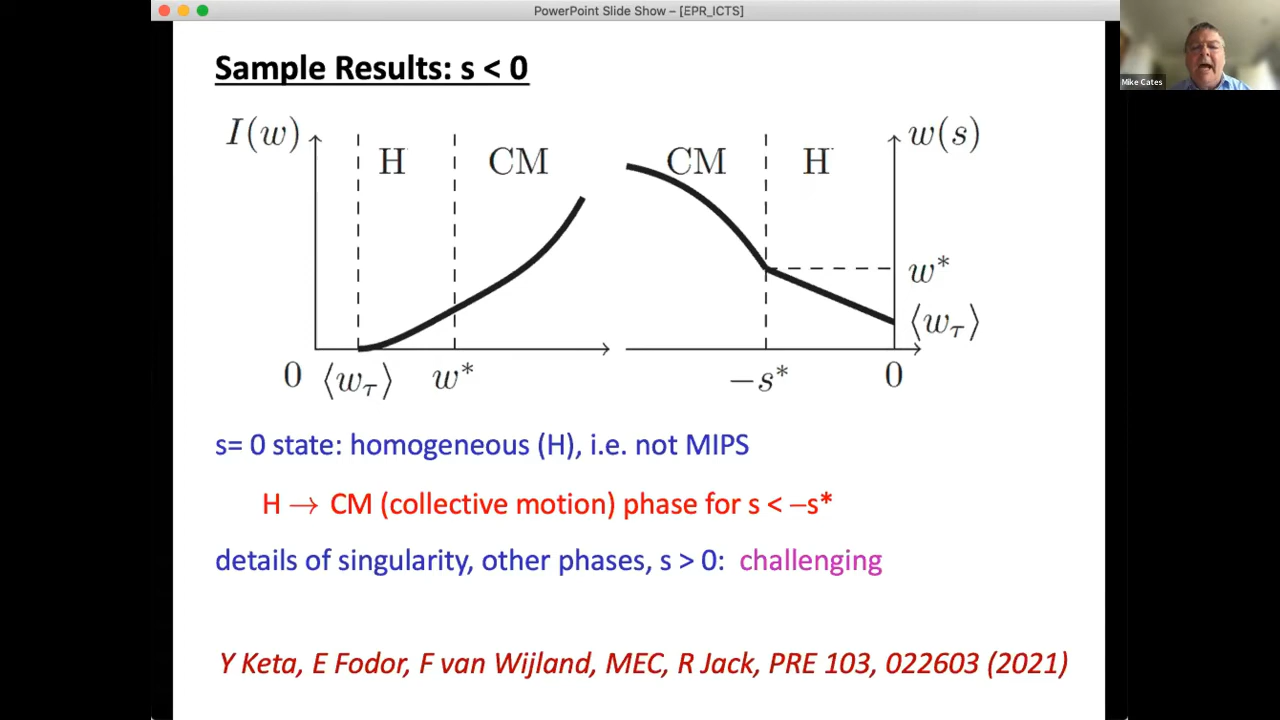 PowerPoint Slide Show – [EPR_ICTS]
Mike Cates
Sample Results: s < 0
I(w) H CM CM H w(s)
w*
⟨wτ⟩
0 ⟨wτ⟩ w* −s* 0
s= 0 state: homogeneous (H), i.e. not MIPS
H → CM (collective motion) phase for s < –s*
details of singularity, other phases, s > 0: challenging
Y Keta, E Fodor, F van Wijland, MEC, R Jack, PRE 103, 022603 (2021)